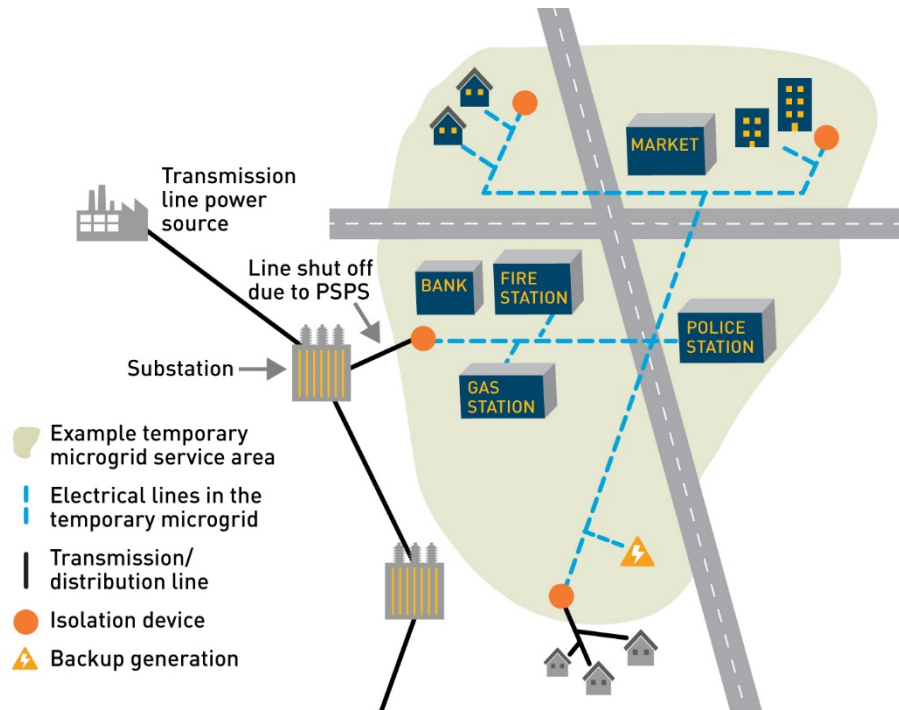 MARKET
Transmission
line power
source
Line shut off
due to PSPS
BANK
FIRE
STATION
POLICE
STATION
Substation
GAS
STATION
Example temporary
microgrid service area
Electrical lines in the
temporary microgrid
Transmission/
distribution line
Isolation device
Backup generation